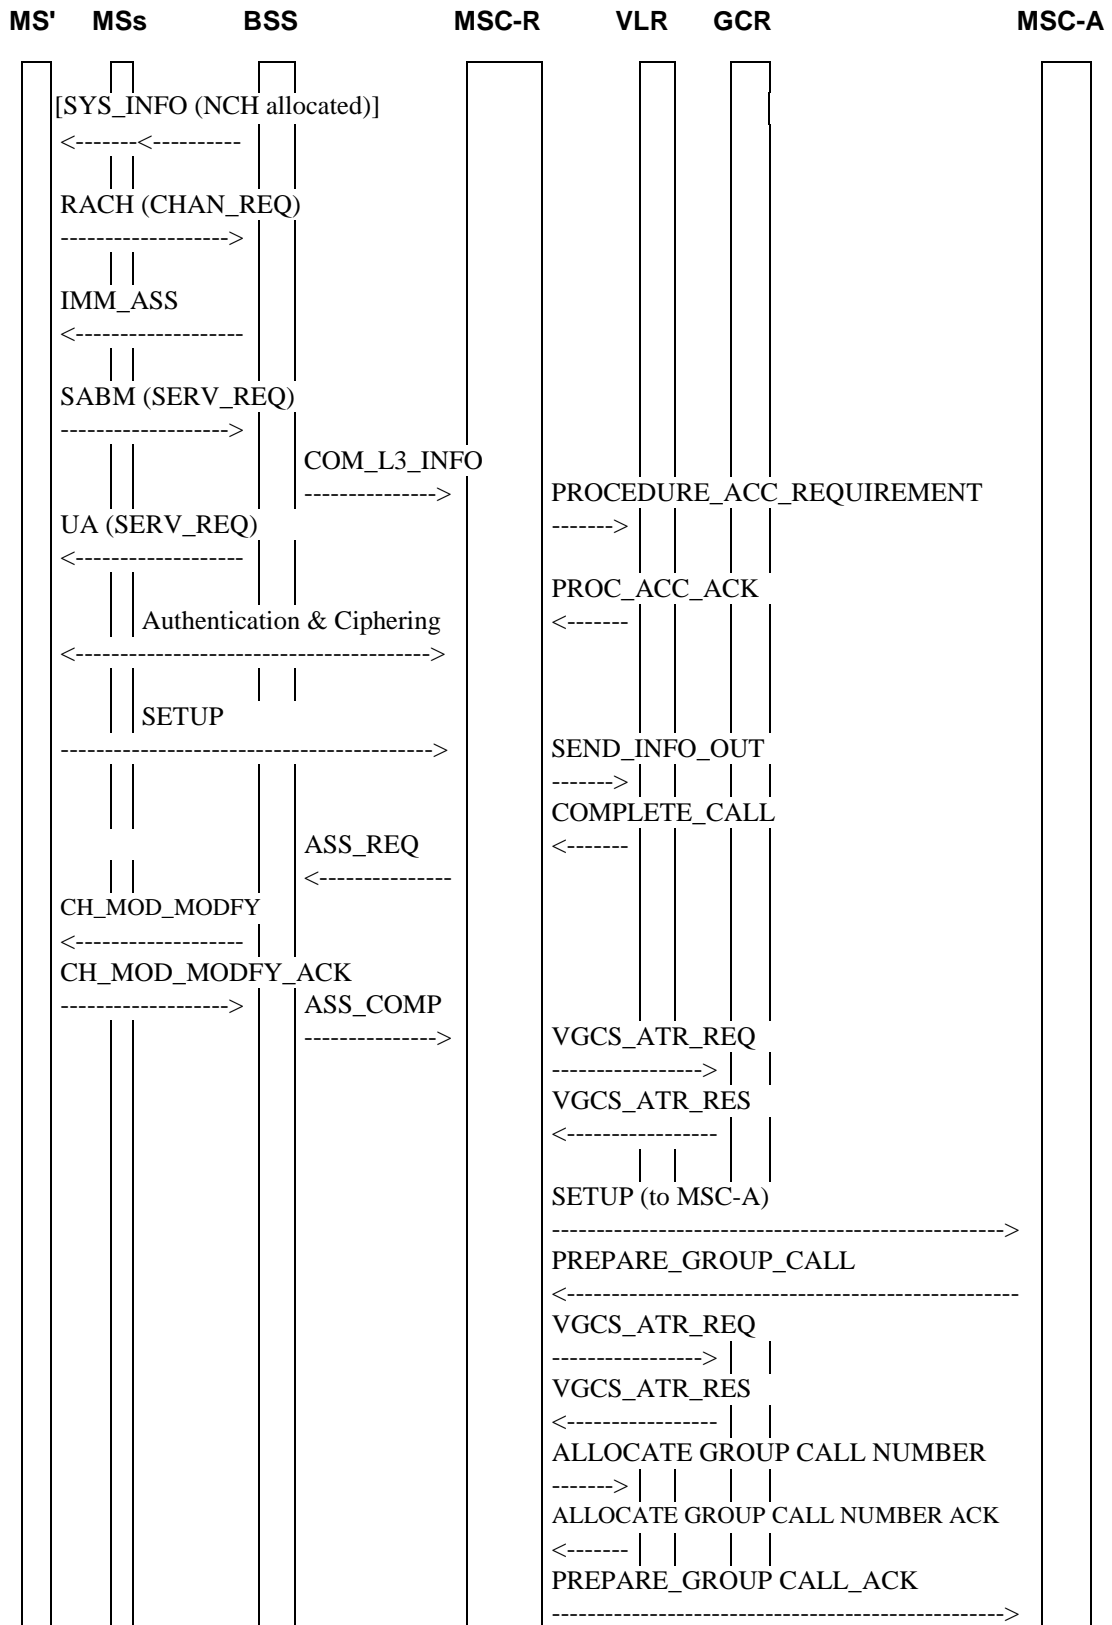 MS' MSs BSS MSC-R VLR GCR MSC-A
[SYS_INFO (NCH allocated)]
<-------<----------
RACH (CHAN_REQ)
------------------->
IMM_ASS
<-------------------
SABM (SERV_REQ)
------------------->
COM_L3_INFO
---------------> PROCEDURE_ACC_REQUIREMENT
UA (SERV_REQ) ------->
<-------------------
PROC_ACC_ACK
Authentication & Ciphering <-------
<---------------------------------------->
SETUP
------------------------------------------> SEND_INFO_OUT
------->
COMPLETE_CALL
ASS_REQ <-------
<---------------
CH_MOD_MODFY
<-------------------
CH_MOD_MODFY_ACK
-------------------> ASS_COMP
---------------> VGCS_ATR_REQ
----------------->
VGCS_ATR_RES
<-----------------
SETUP (to MSC-A)
--------------------------------------------------->
PREPARE_GROUP_CALL
<---------------------------------------------------
VGCS_ATR_REQ
----------------->
VGCS_ATR_RES
<-----------------
ALLOCATE GROUP CALL NUMBER
------->
ALLOCATE GROUP CALL NUMBER ACK
<-------
PREPARE_GROUP CALL_ACK
--------------------------------------------------->